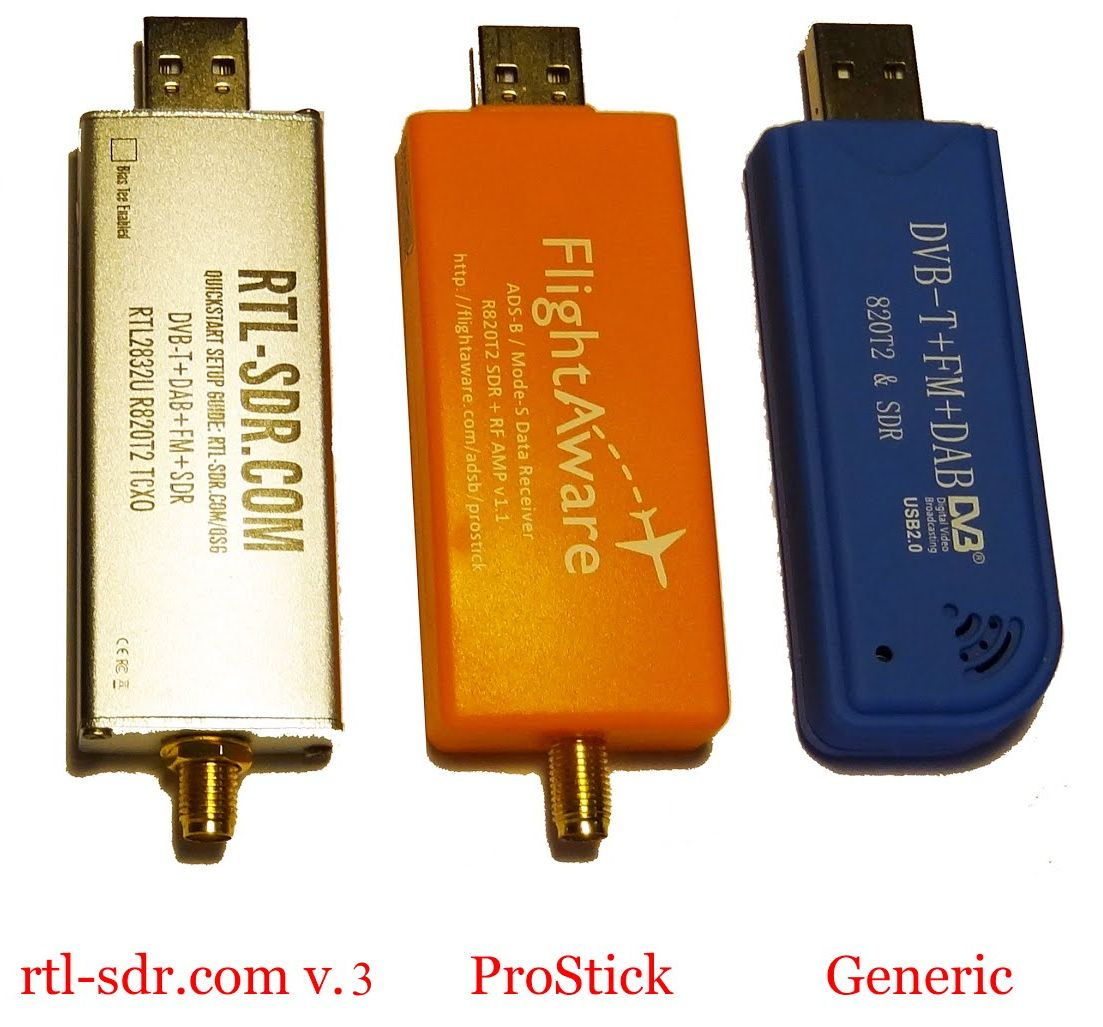 Bias Tee Enabled
RTL-SDR.COM
QUICKSTART SETUP GUIDE: RTL-SDR.COM/QSG
DVB-T+DAB+FM+SDR
RTL2832U R820T2 TCXO
CE FC
FlightAware
ADS-B / Mode-S Data Receiver
R820T2 SDR + RF AMP v1.1
http://flightaware.com/adsb/prostick
DVB-T+FM+DAB
820T2 & SDR
DVB®
Digital Video
Broadcasting
USB2.0
rtl-sdr.com v.3
ProStick
Generic